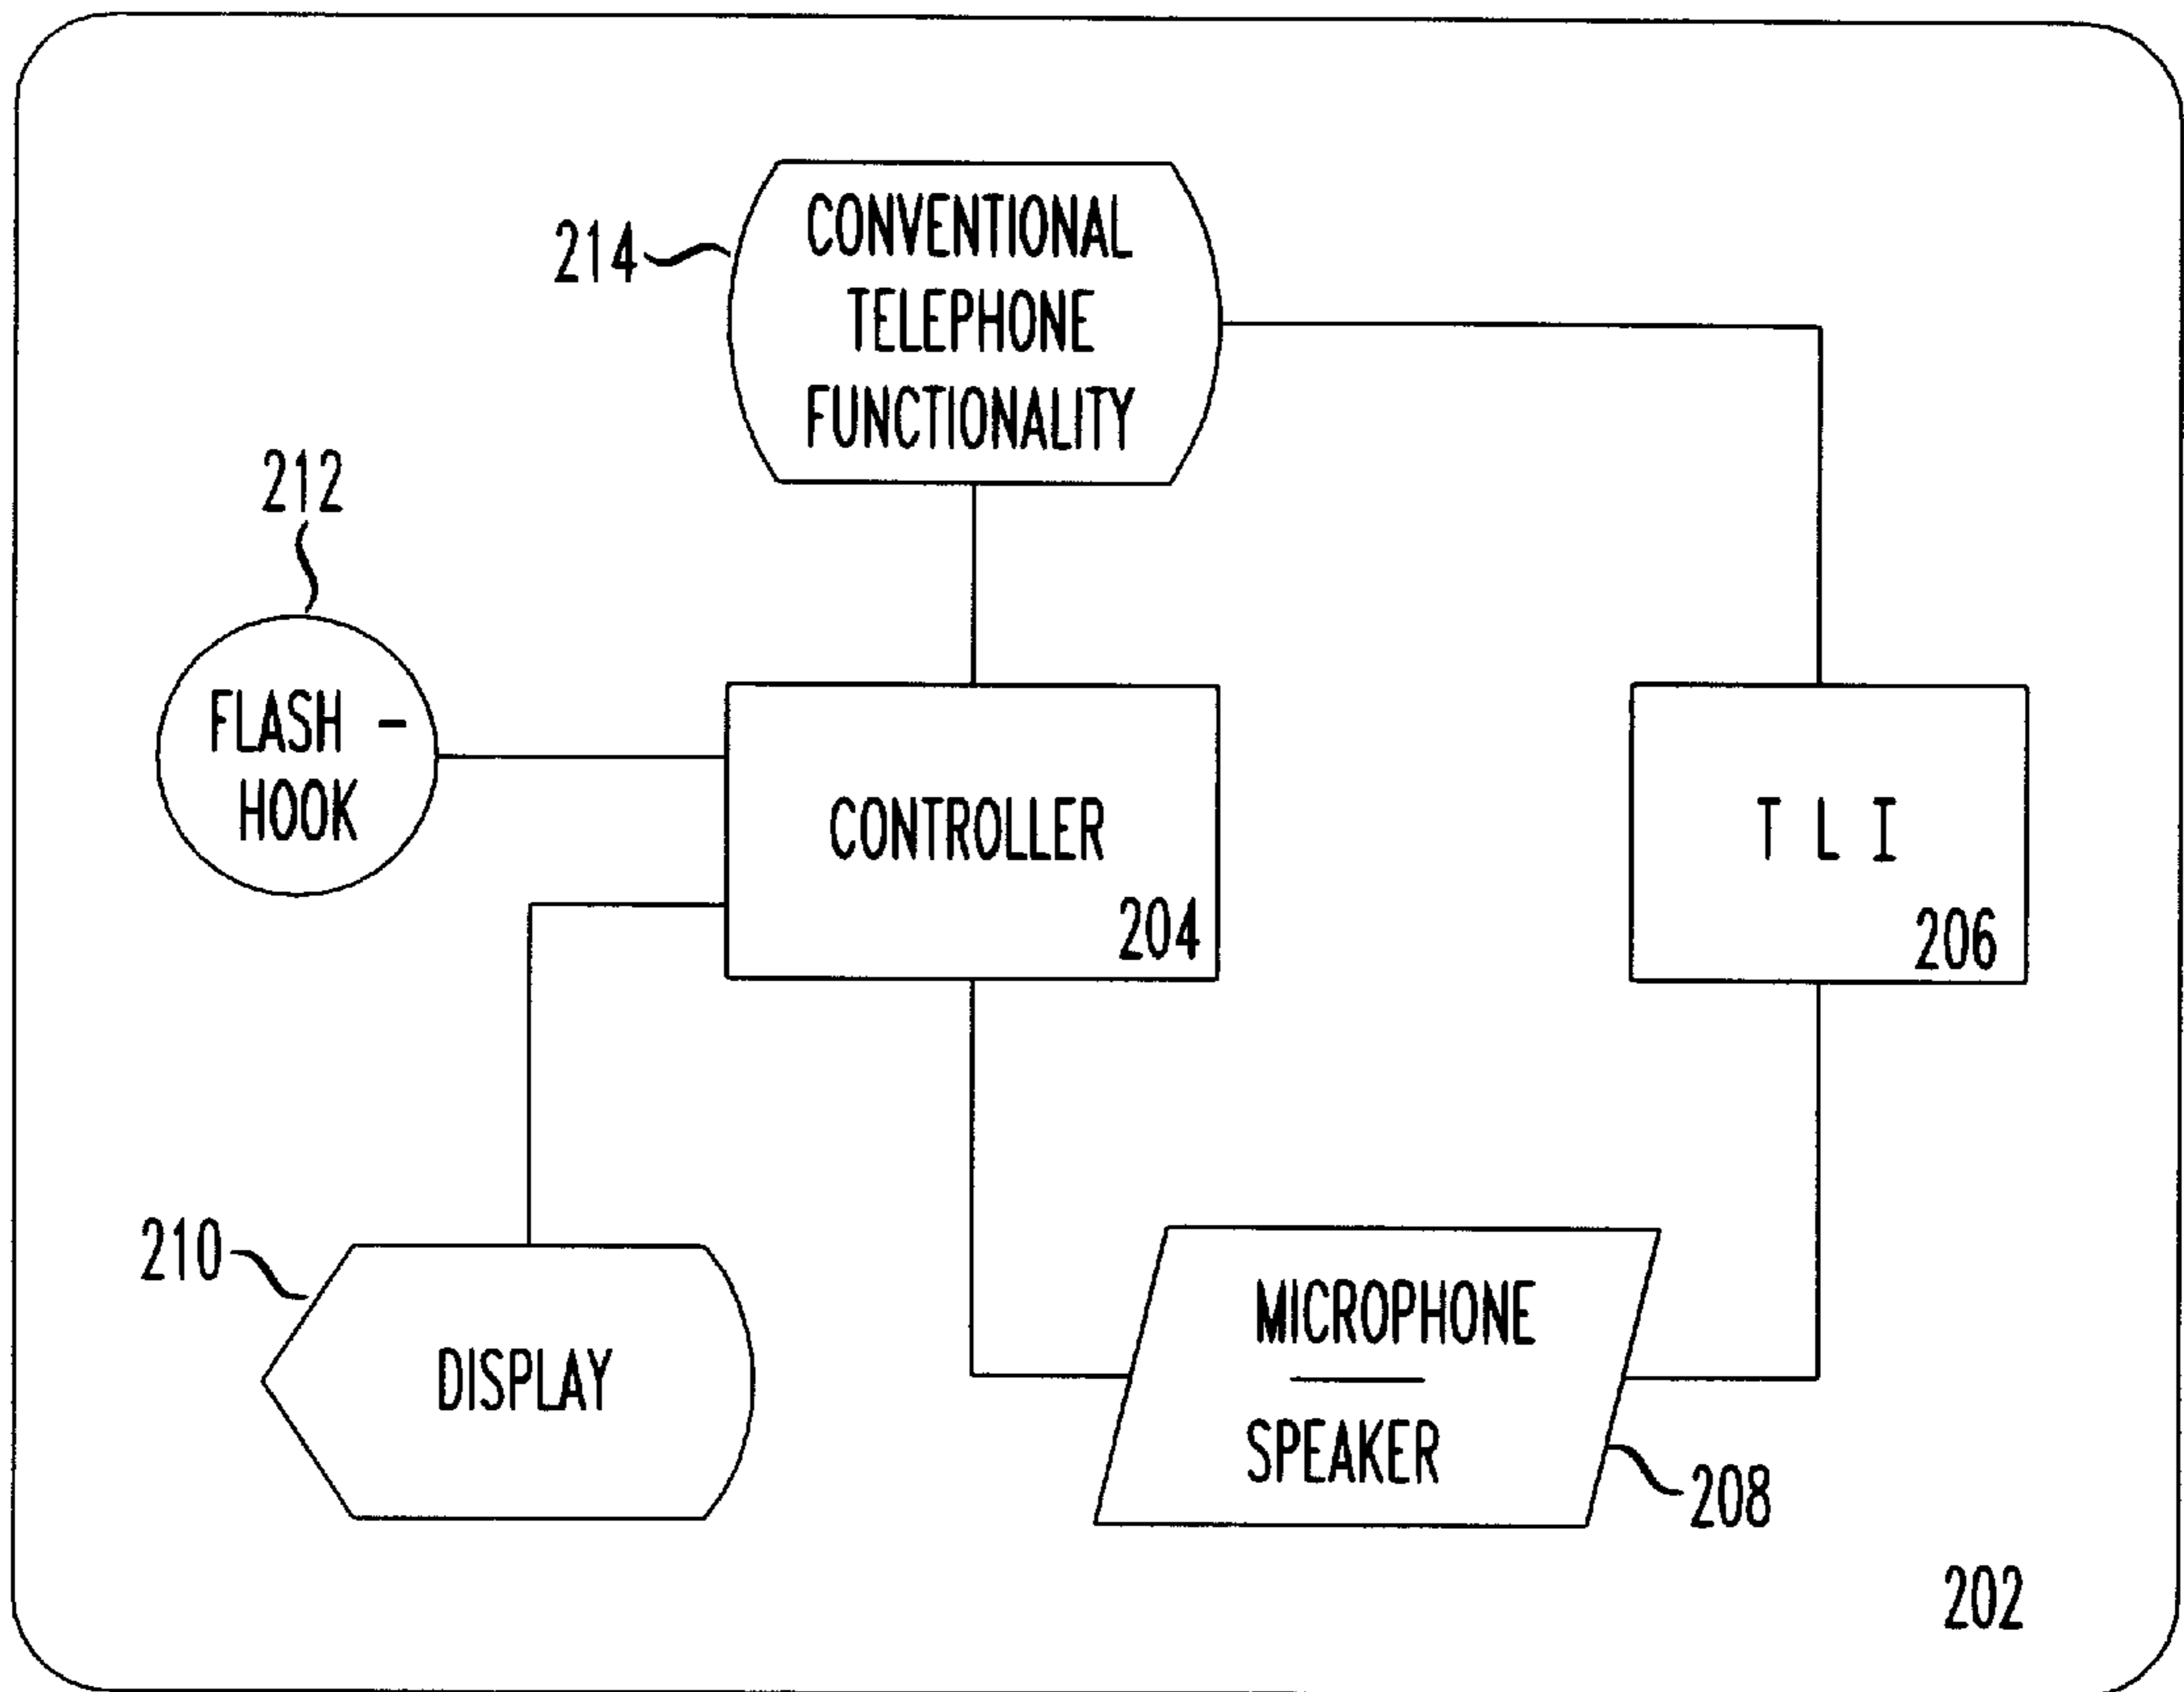 214
CONVENTIONAL
TELEPHONE
FUNCTIONALITY
212
FLASH -
HOOK
CONTROLLER
204
T L I
206
210
DISPLAY
MICROPHONE
SPEAKER
208
202